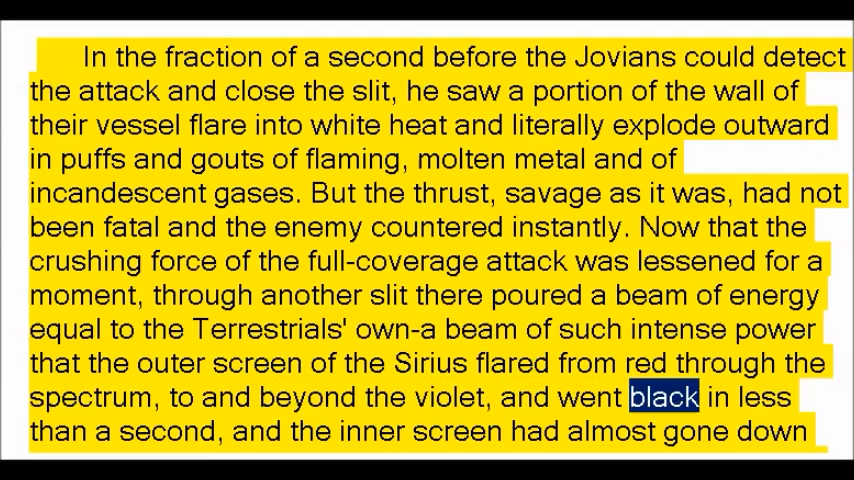 In the fraction of a second before the Jovians could detect
the attack and close the slit, he saw a portion of the wall of
their vessel flare into white heat and literally explode outward
in puffs and gouts of flaming, molten metal and of
incandescent gases. But the thrust, savage as it was, had not
been fatal and the enemy countered instantly. Now that the
crushing force of the full-coverage attack was lessened for a
moment, through another slit there poured a beam of energy
equal to the Terrestrials' own-a beam of such intense power
that the outer screen of the Sirius flared from red through the
spectrum, to and beyond the violet, and went black in less
than a second, and the inner screen had almost gone down